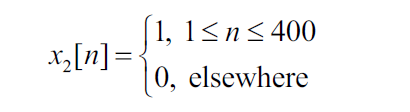 x₂[n] = { 1, 1 ≤ n ≤ 400
0, elsewhere